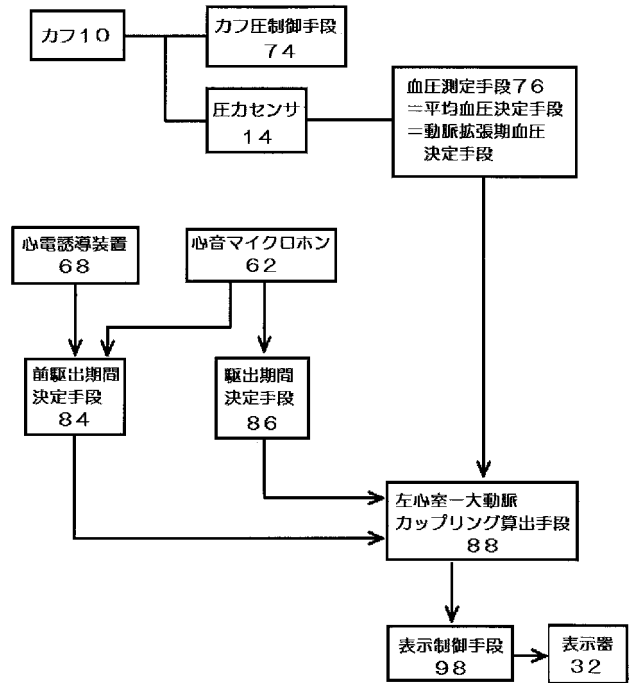 カフ10
カフ圧制御手段
74
圧力センサ
14
血圧測定手段76
=平均血圧決定手段
=動脈拡張期血圧
決定手段
心電誘導装置
68
心音マイクロホン
62
前駆出期間
決定手段
84
駆出期間
決定手段
86
左心室ー大動脈
カップリング算出手段
88
表示制御手段
98
表示器
32